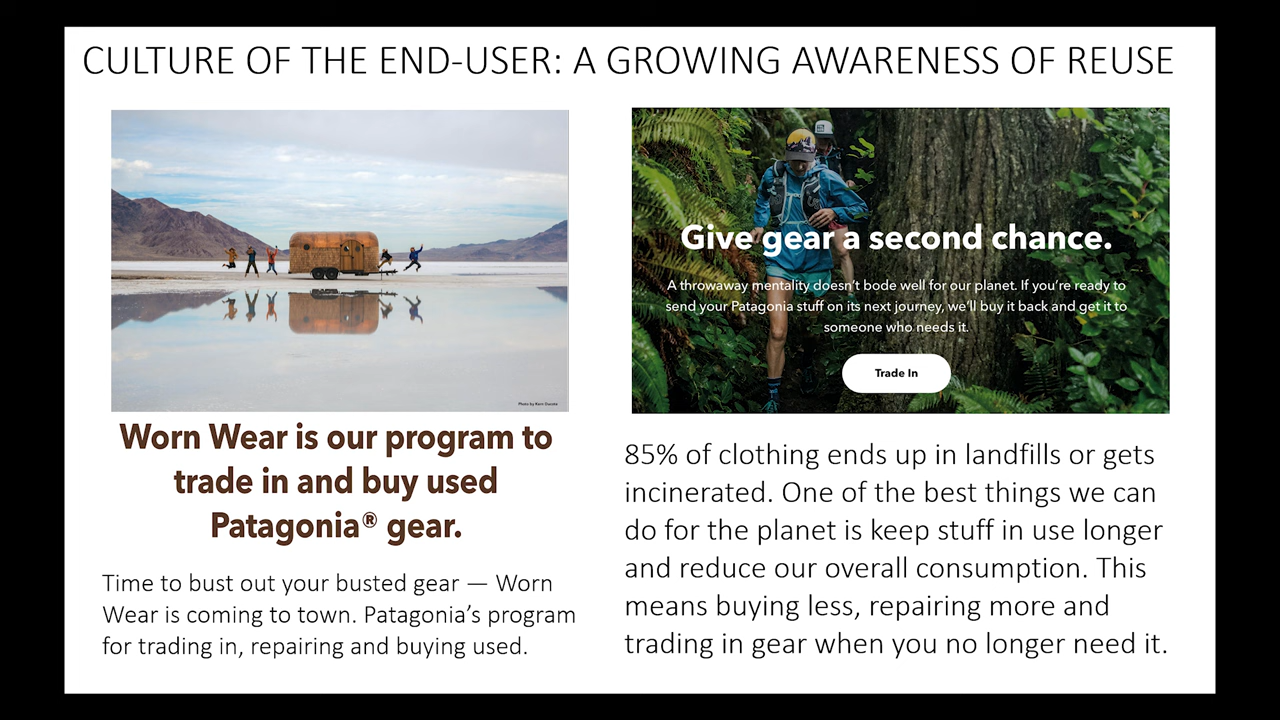 CULTURE OF THE END-USER: A GROWING AWARENESS OF REUSE
Photo by Kern Ducote
Worn Wear is our program to
trade in and buy used
Patagonia® gear.
Time to bust out your busted gear — Worn
Wear is coming to town. Patagonia’s program
for trading in, repairing and buying used.
Give gear a second chance.
A throwaway mentality doesn’t bode well for our planet. If you’re ready to
send your Patagonia stuff on its next journey, we’ll buy it back and get it to
someone who needs it.
Trade In
85% of clothing ends up in landfills or gets
incinerated. One of the best things we can
do for the planet is keep stuff in use longer
and reduce our overall consumption. This
means buying less, repairing more and
trading in gear when you no longer need it.